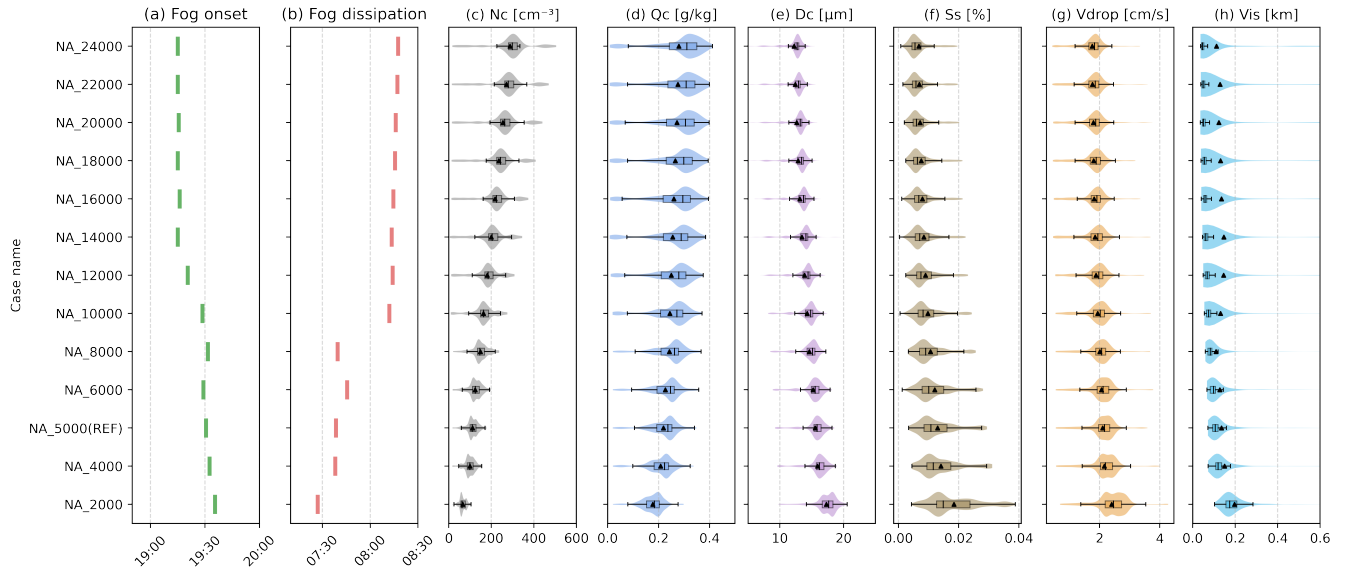 (a) Fog onset
(b) Fog dissipation
(c) Nc [cm⁻³]
(d) Qc [g/kg]
(e) Dc [μm]
(f) Ss [%]
(g) Vdrop [cm/s]
(h) Vis [km]
Case name
NA_24000
NA_22000
NA_20000
NA_18000
NA_16000
NA_14000
NA_12000
NA_10000
NA_8000
NA_6000
NA_5000(REF)
NA_4000
NA_2000
19:00 19:30 20:00
07:30 08:00 08:30
0 200 400 600
0.0 0.2 0.4
10 20
0.00 0.02 0.04
2 4
0.0 0.2 0.4 0.6